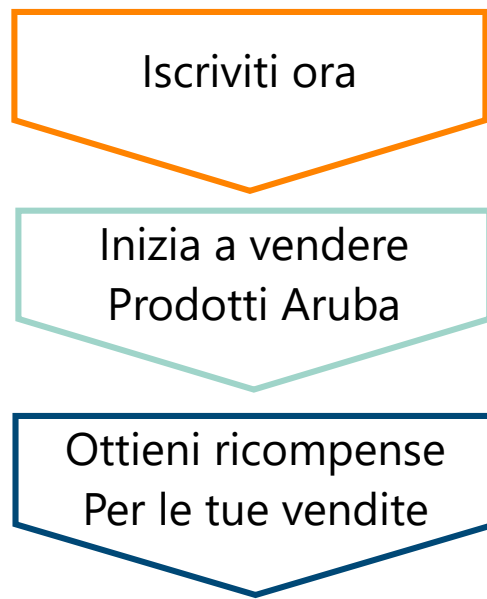 Iscriviti ora
Inizia a vendere
Prodotti Aruba
Ottieni ricompense
Per le tue vendite